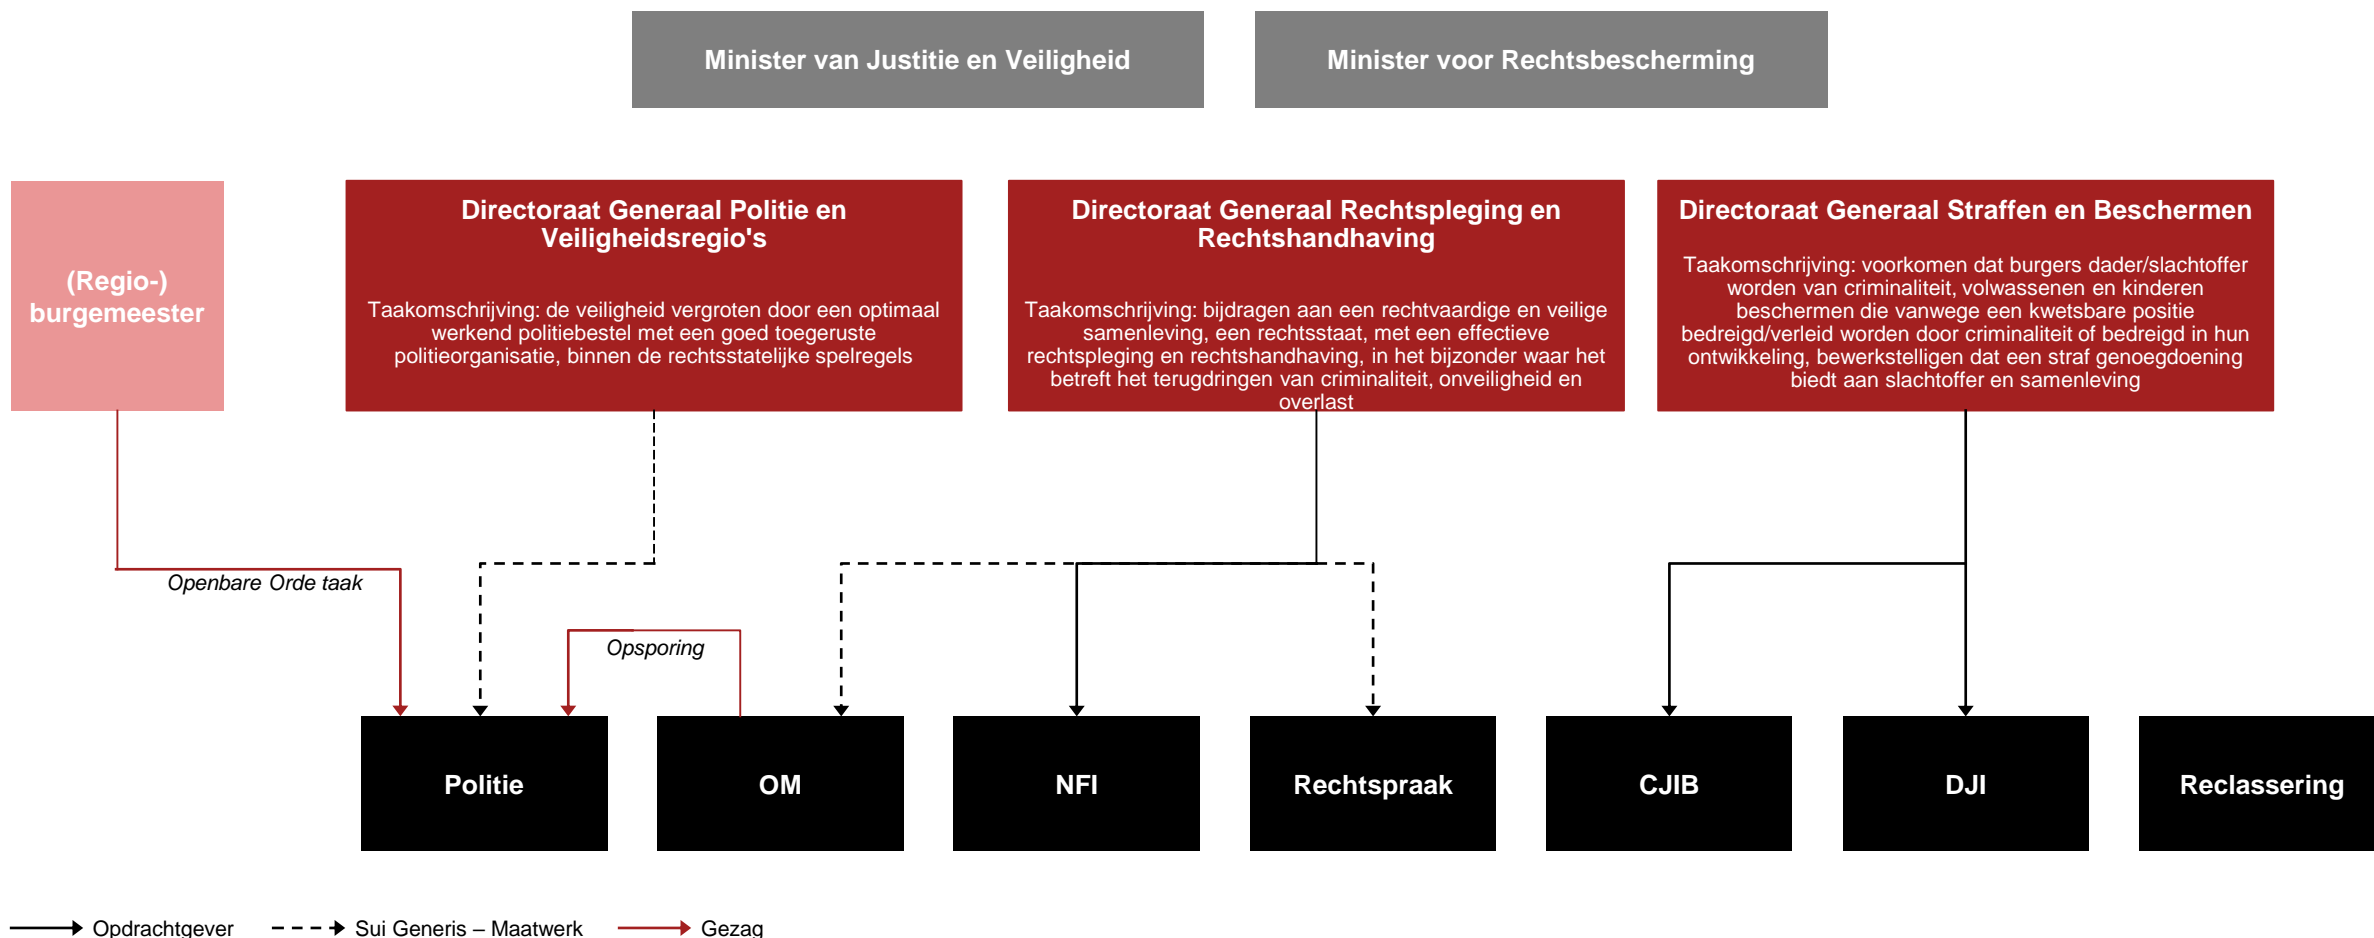 Minister van Justitie en Veiligheid
Minister voor Rechtsbescherming
(Regio-)
burgemeester
Directoraat Generaal Politie en
Veiligheidsregio's
Taakomschrijving: de veiligheid vergroten door een optimaal
werkend politiebestel met een goed toegeruste
politieorganisatie, binnen de rechtsstatelijke spelregels
Directoraat Generaal Rechtspleging en
Rechtshandhaving
Taakomschrijving: bijdragen aan een rechtvaardige en veilige
samenleving, een rechtsstaat, met een effectieve
rechtspleging en rechtshandhaving, in het bijzonder waar het
betreft het terugdringen van criminaliteit, onveiligheid en
overlast
Directoraat Generaal Straffen en Beschermen
Taakomschrijving: voorkomen dat burgers dader/slachtoffer
worden van criminaliteit, volwassenen en kinderen
beschermen die vanwege een kwetsbare positie
bedreigd/verleid worden door criminaliteit of bedreigd in hun
ontwikkeling, bewerkstelligen dat een straf genoegdoening
biedt aan slachtoffer en samenleving
Openbare Orde taak
Opsporing
Politie
OM
NFI
Rechtspraak
CJIB
DJI
Reclassering
Opdrachtgever
Sui Generis – Maatwerk
Gezag